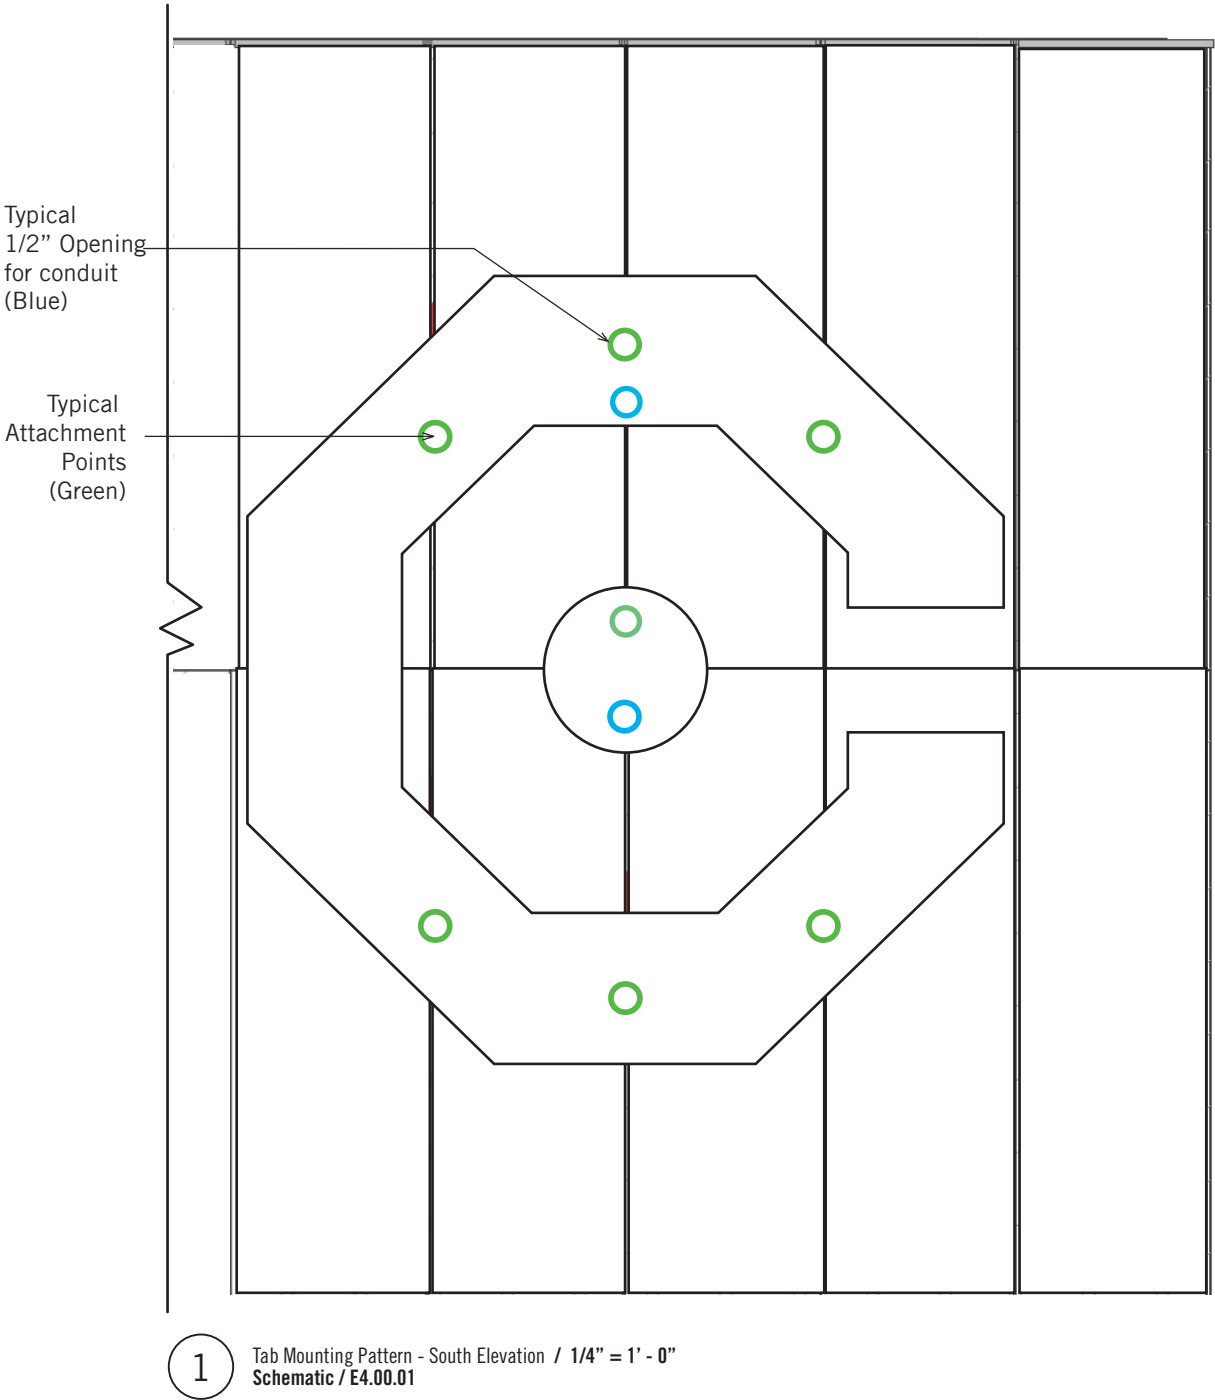 Typical
1/2” Opening
for conduit
(Blue)
Typical
Attachment
Points
(Green)
1
Tab Mounting Pattern - South Elevation / 1/4” = 1’ - 0”
Schematic / E4.00.01